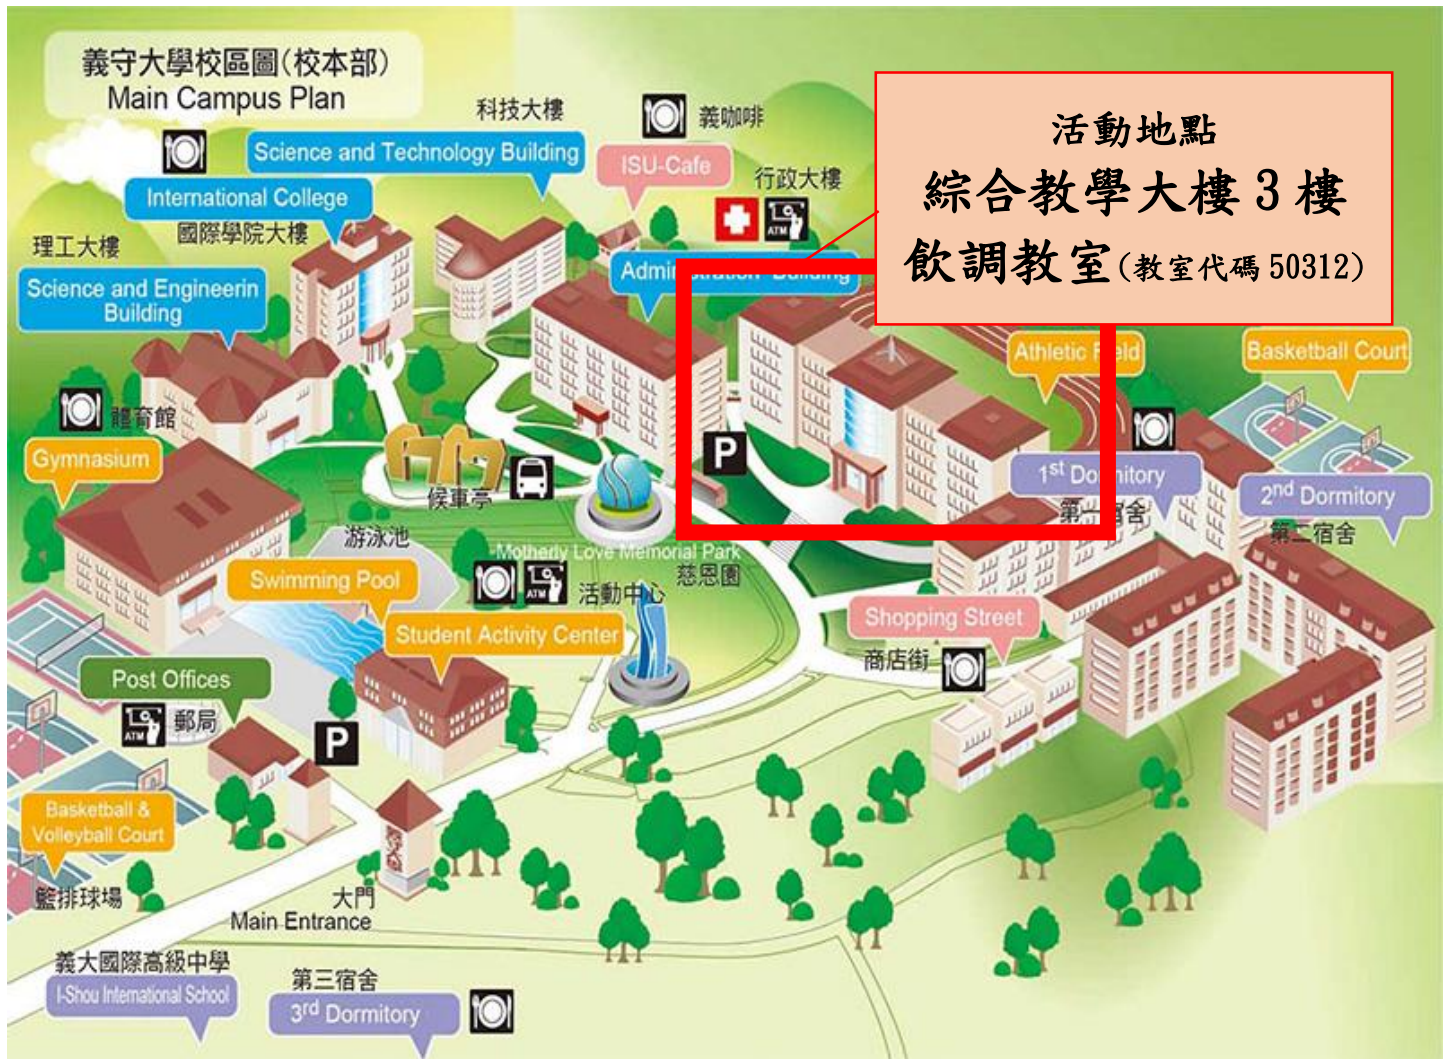 義守大學校區圖(校本部)
Main Campus Plan
活動地點
綜合教學大樓 3 樓
飲調教室(教室代碼 50312)
科技大樓
Science and Technology Building
義咖啡
ISU-Cafe
International College
國際學院大樓
行政大樓
ATM
Administration Building
理工大樓
Science and Engineerin
Building
Athletic Field
Basketball Court
體育館
Gymnasium
P
1st Dormitory
第一宿舍
2nd Dormitory
第二宿舍
候車亭
游泳池
Swimming Pool
Motherly Love Memorial Park
慈恩園
ATM
活動中心
Student Activity Center
Shopping Street
商店街
Post Offices
ATM
郵局
P
Basketball &
Volleyball Court
籃排球場
大門
Main Entrance
義大國際高級中學
I-Shou International School
第三宿舍
3rd Dormitory